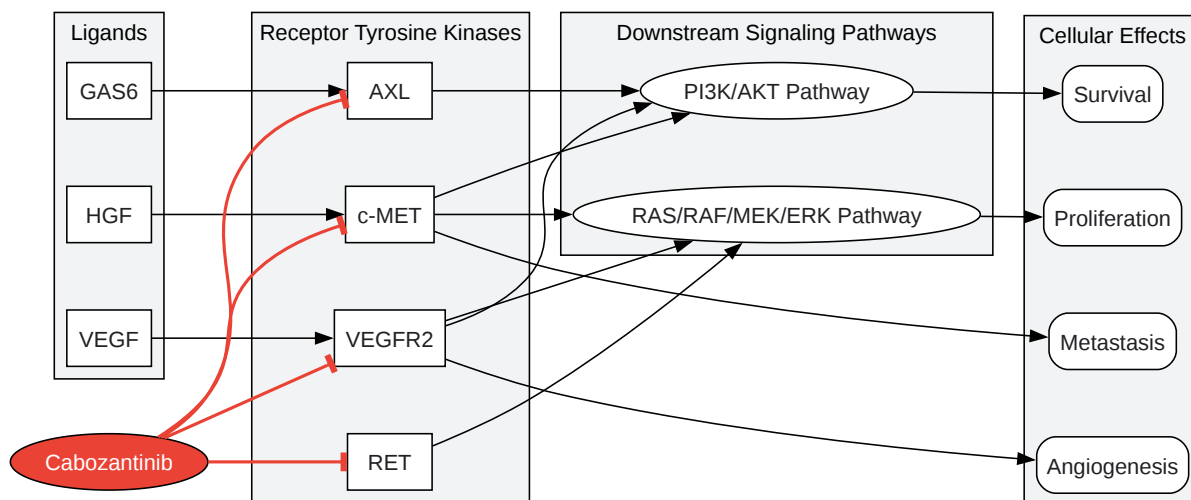 Ligands
GAS6
HGF
VEGF
Cabozantinib
Receptor Tyrosine Kinases
AXL
c-MET
VEGFR2
RET
Downstream Signaling Pathways
PI3K/AKT Pathway
RAS/RAF/MEK/ERK Pathway
Cellular Effects
Survival
Proliferation
Metastasis
Angiogenesis